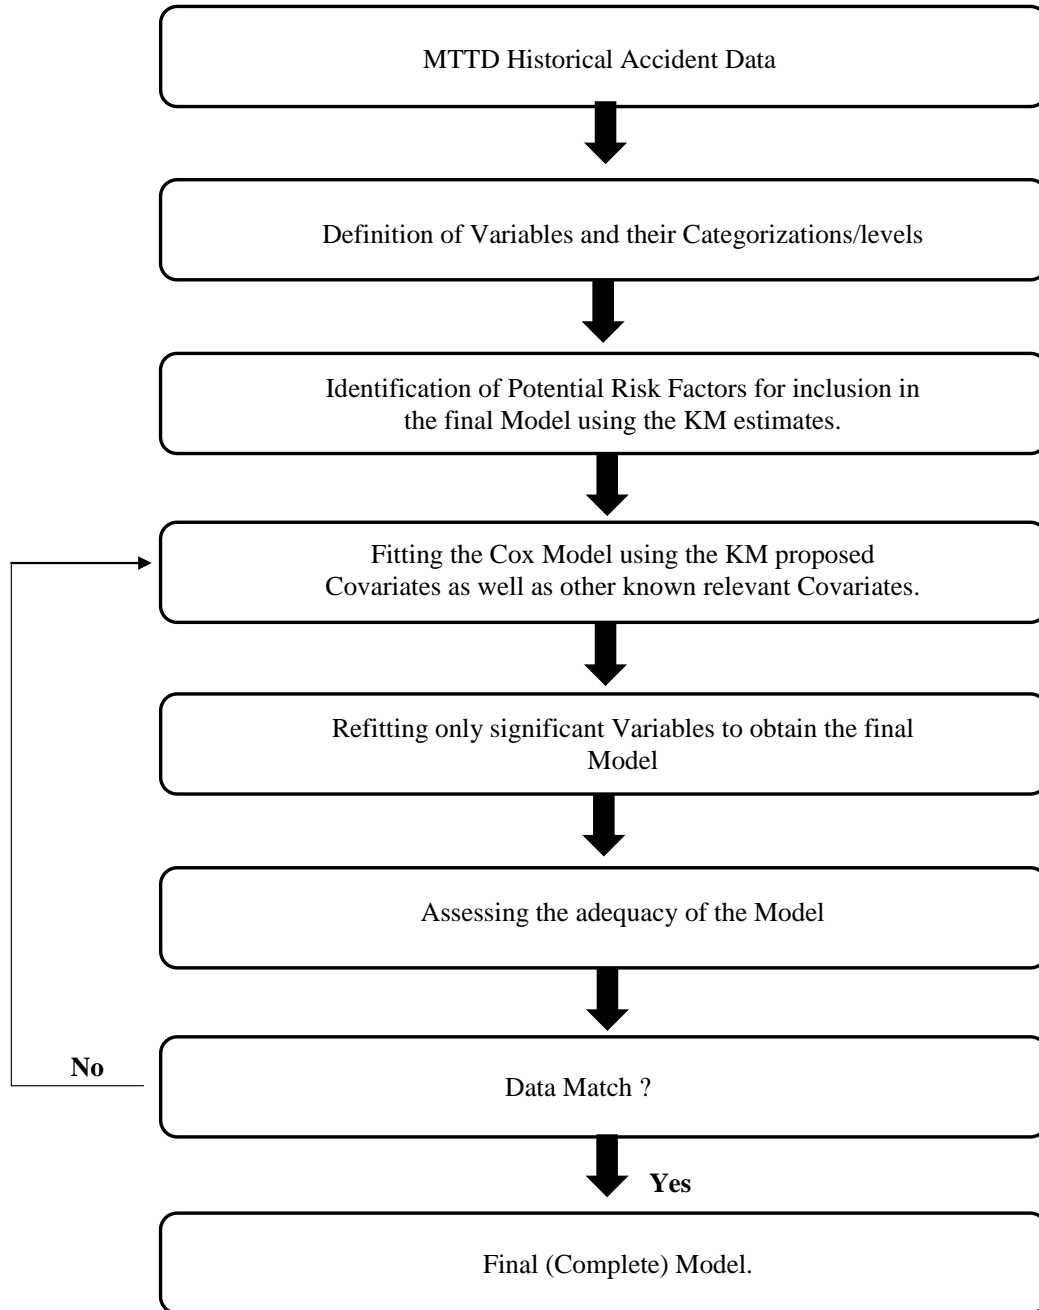 MTTD Historical Accident Data
Definition of Variables and their Categorizations/levels
Identification of Potential Risk Factors for inclusion in
the final Model using the KM estimates.
Fitting the Cox Model using the KM proposed
Covariates as well as other known relevant Covariates.
Refitting only significant Variables to obtain the final
Model
Assessing the adequacy of the Model
No
Data Match ?
Yes
Final (Complete) Model.